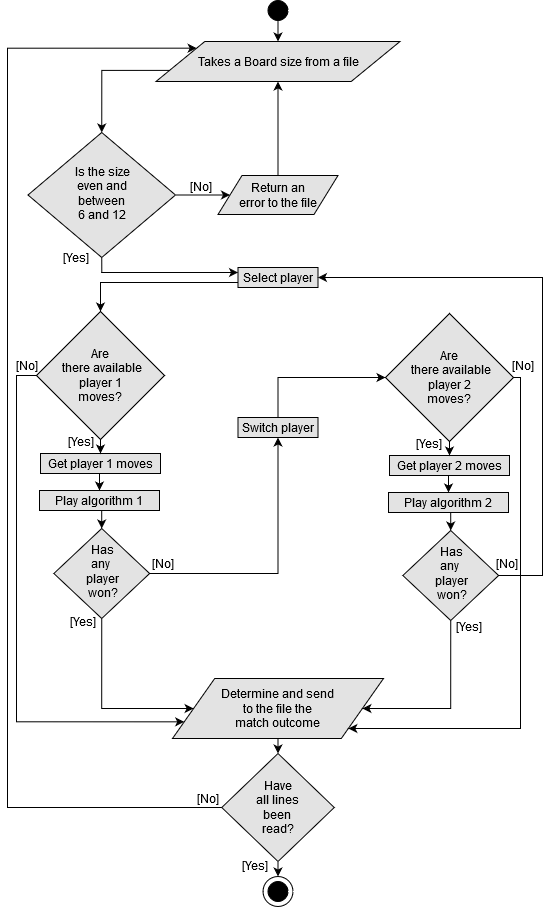 Takes a Board size from a file
Is the size
even and
between
6 and 12
[No]
Return an
error to the file
[Yes]
Select player
Are
there available
player 1
moves?
[No]
[Yes]
Get player 1 moves
Play algorithm 1
Has
any
player
won?
[No]
[Yes]
Switch player
Are
there available
player 2
moves?
[No]
[Yes]
Get player 2 moves
Play algorithm 2
Has
any
player
won?
[No]
[Yes]
Determine and send
to the file the
match outcome
Have
all lines
been
read?
[No]
[Yes]